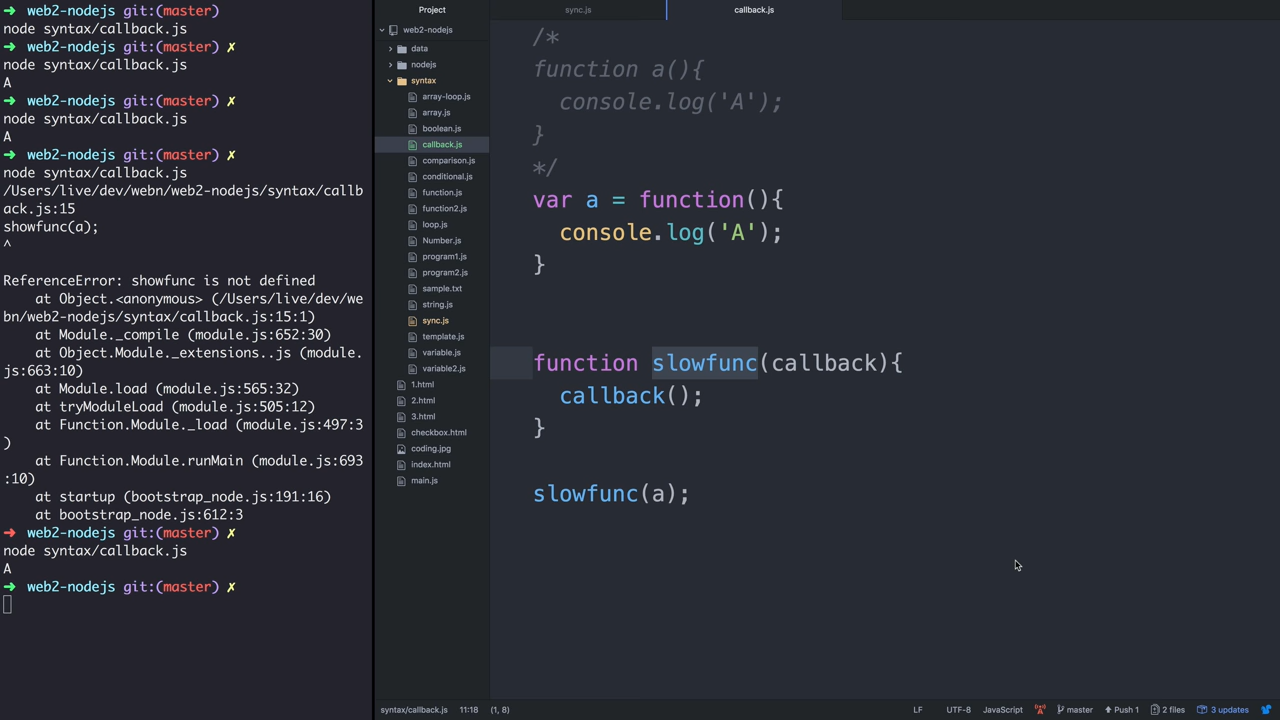 ➜ web2-nodejs git:(master)
node syntax/callback.js
➜ web2-nodejs git:(master) ✗
node syntax/callback.js
A
➜ web2-nodejs git:(master) ✗
node syntax/callback.js
A
➜ web2-nodejs git:(master) ✗
node syntax/callback.js
/Users/live/dev/webn/web2-nodejs/syntax/callb
ack.js:15
showfunc(a);
^
ReferenceError: showfunc is not defined
at Object.<anonymous> (/Users/live/dev/we
bn/web2-nodejs/syntax/callback.js:15:1)
at Module._compile (module.js:652:30)
at Object.Module._extensions..js (module.
js:663:10)
at Module.load (module.js:565:32)
at tryModuleLoad (module.js:505:12)
at Function.Module._load (module.js:497:3
)
at Function.Module.runMain (module.js:693
:10)
at startup (bootstrap_node.js:191:16)
at bootstrap_node.js:612:3
➜ web2-nodejs git:(master) ✗
node syntax/callback.js
A
➜ web2-nodejs git:(master) ✗
Project
web2-nodejs
data
nodejs
syntax
array-loop.js
array.js
boolean.js
callback.js
comparison.js
conditional.js
function.js
function2.js
loop.js
Number.js
program1.js
program2.js
sample.txt
string.js
sync.js
template.js
variable.js
variable2.js
1.html
2.html
3.html
checkbox.html
coding.jpg
index.html
main.js
sync.js
callback.js
/*
function a(){
console.log('A');
}
*/
var a = function(){
console.log('A');
}
function slowfunc(callback){
callback();
}
slowfunc(a);
syntax/callback.js 11:18 (1, 8)
LF UTF-8 JavaScript master Push 1 2 files 3 updates